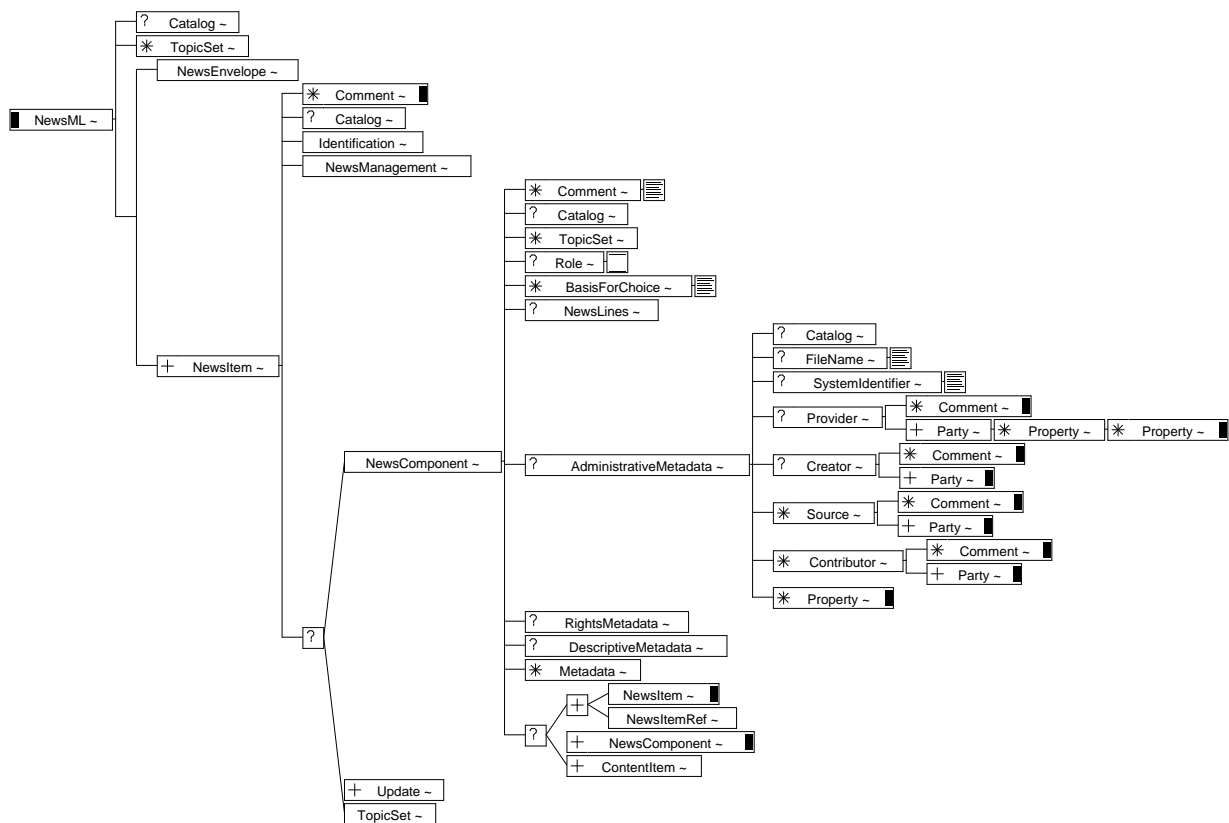 ? Catalog ~
* TopicSet ~
NewsEnvelope ~
* Comment ~
NewsML ~
? Catalog ~
Identification ~
NewsManagement ~
* Comment ~
? Catalog ~
* TopicSet ~
? Role ~
* BasisForChoice ~
? NewsLines ~
? Catalog ~
+ NewsItem ~
? FileName ~
? SystemIdentifier ~
* Comment ~
? Provider ~
+ Party ~ * Property ~ * Property ~
* Comment ~
NewsComponent ~ ? AdministrativeMetadata ~ ? Creator ~
+ Party ~
* Comment ~
* Source ~
+ Party ~
* Comment ~
* Contributor ~
+ Party ~
* Property ~
? RightsMetadata ~
?
? DescriptiveMetadata ~
* Metadata ~
NewsItem ~
+
NewsItemRef ~
?
+ NewsComponent ~
+ ContentItem ~
+ Update ~
TopicSet ~